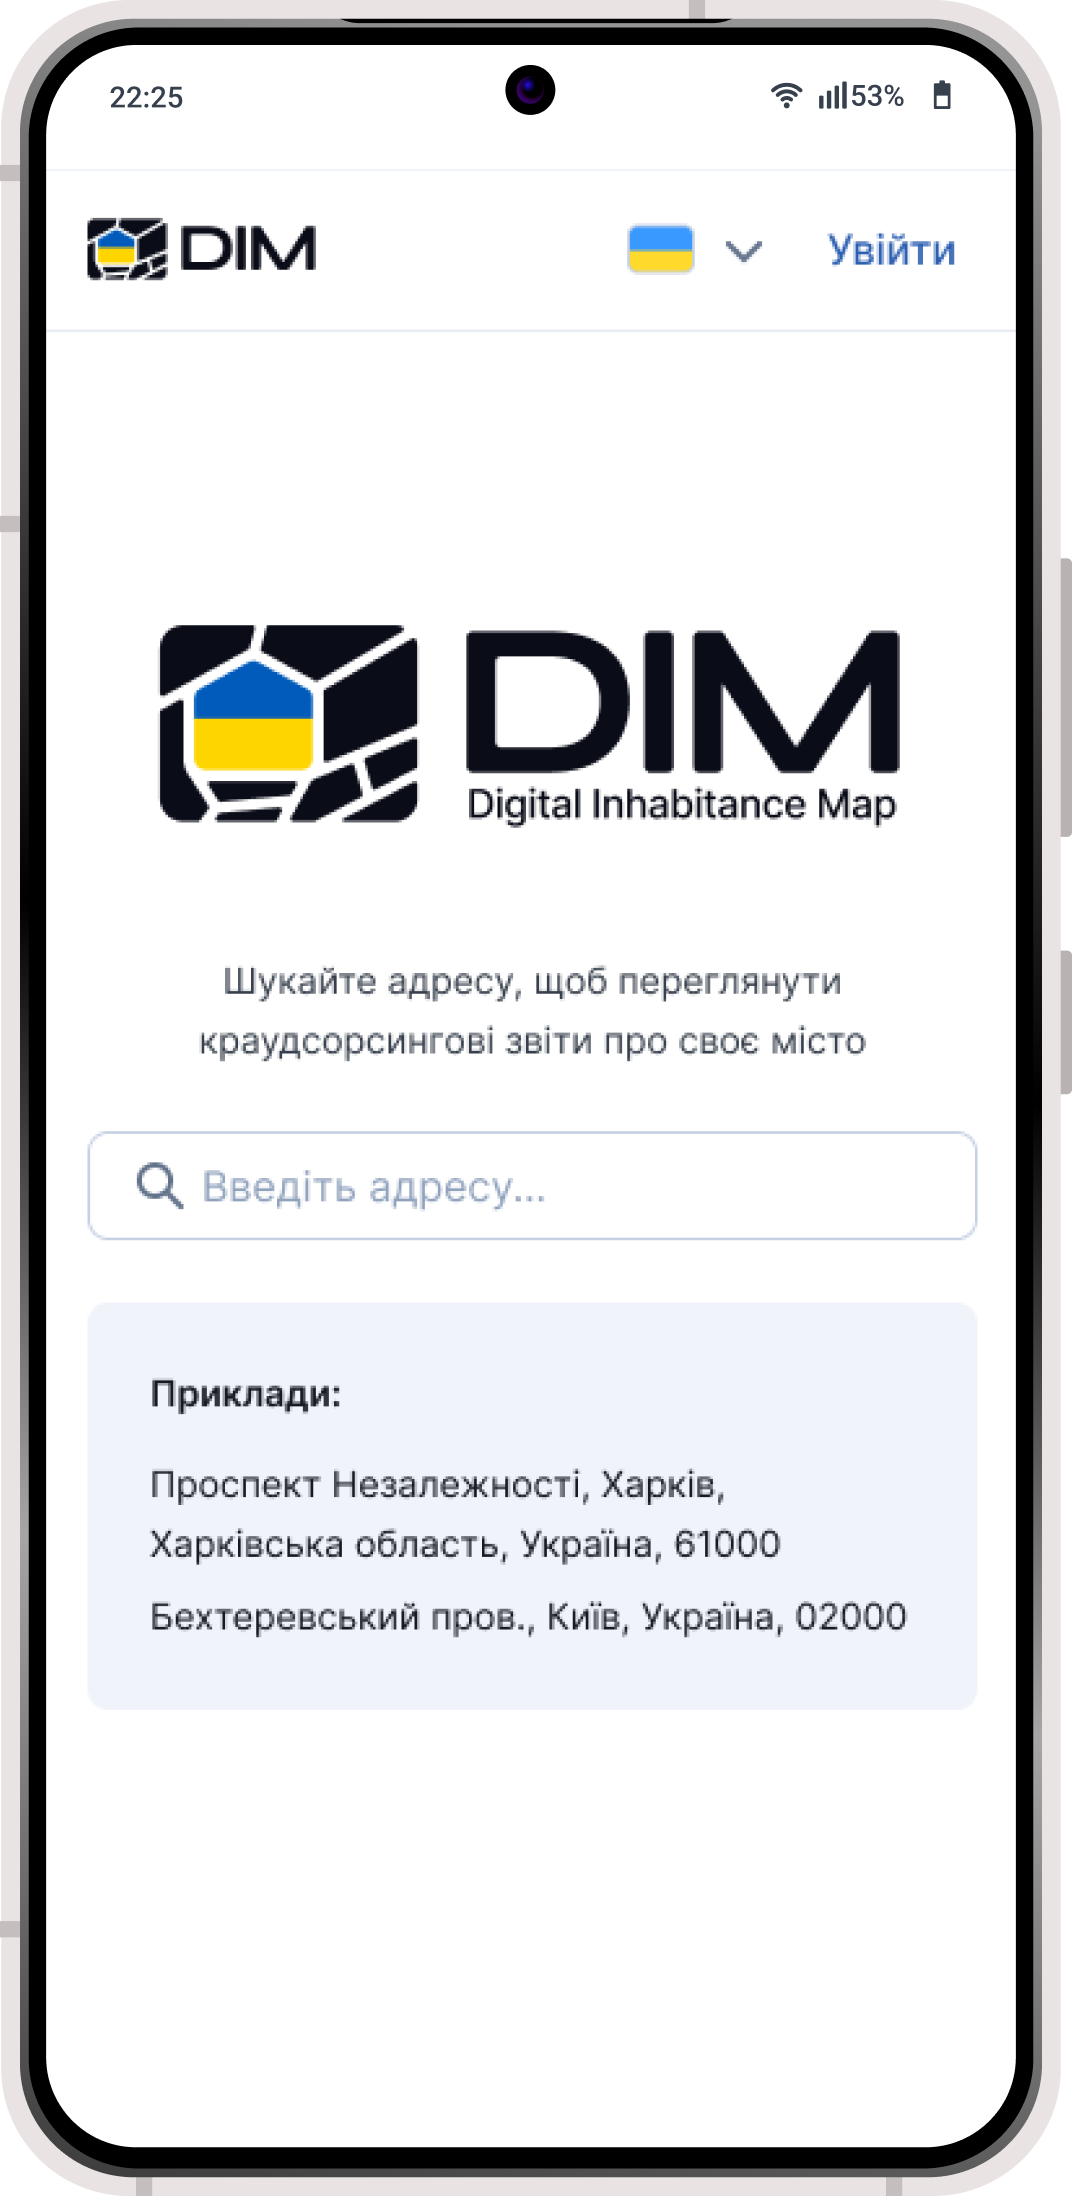 22:25
53%
DIM
Увійти
DIM
Digital Inhabitance Map
Шукайте адресу, щоб переглянути
краудсорсингові звіти про своє місто
Введіть адресу...
Приклади:
Проспект Незалежності, Харків,
Харківська область, Україна, 61000
Бехтеревський пров., Київ, Україна, 02000